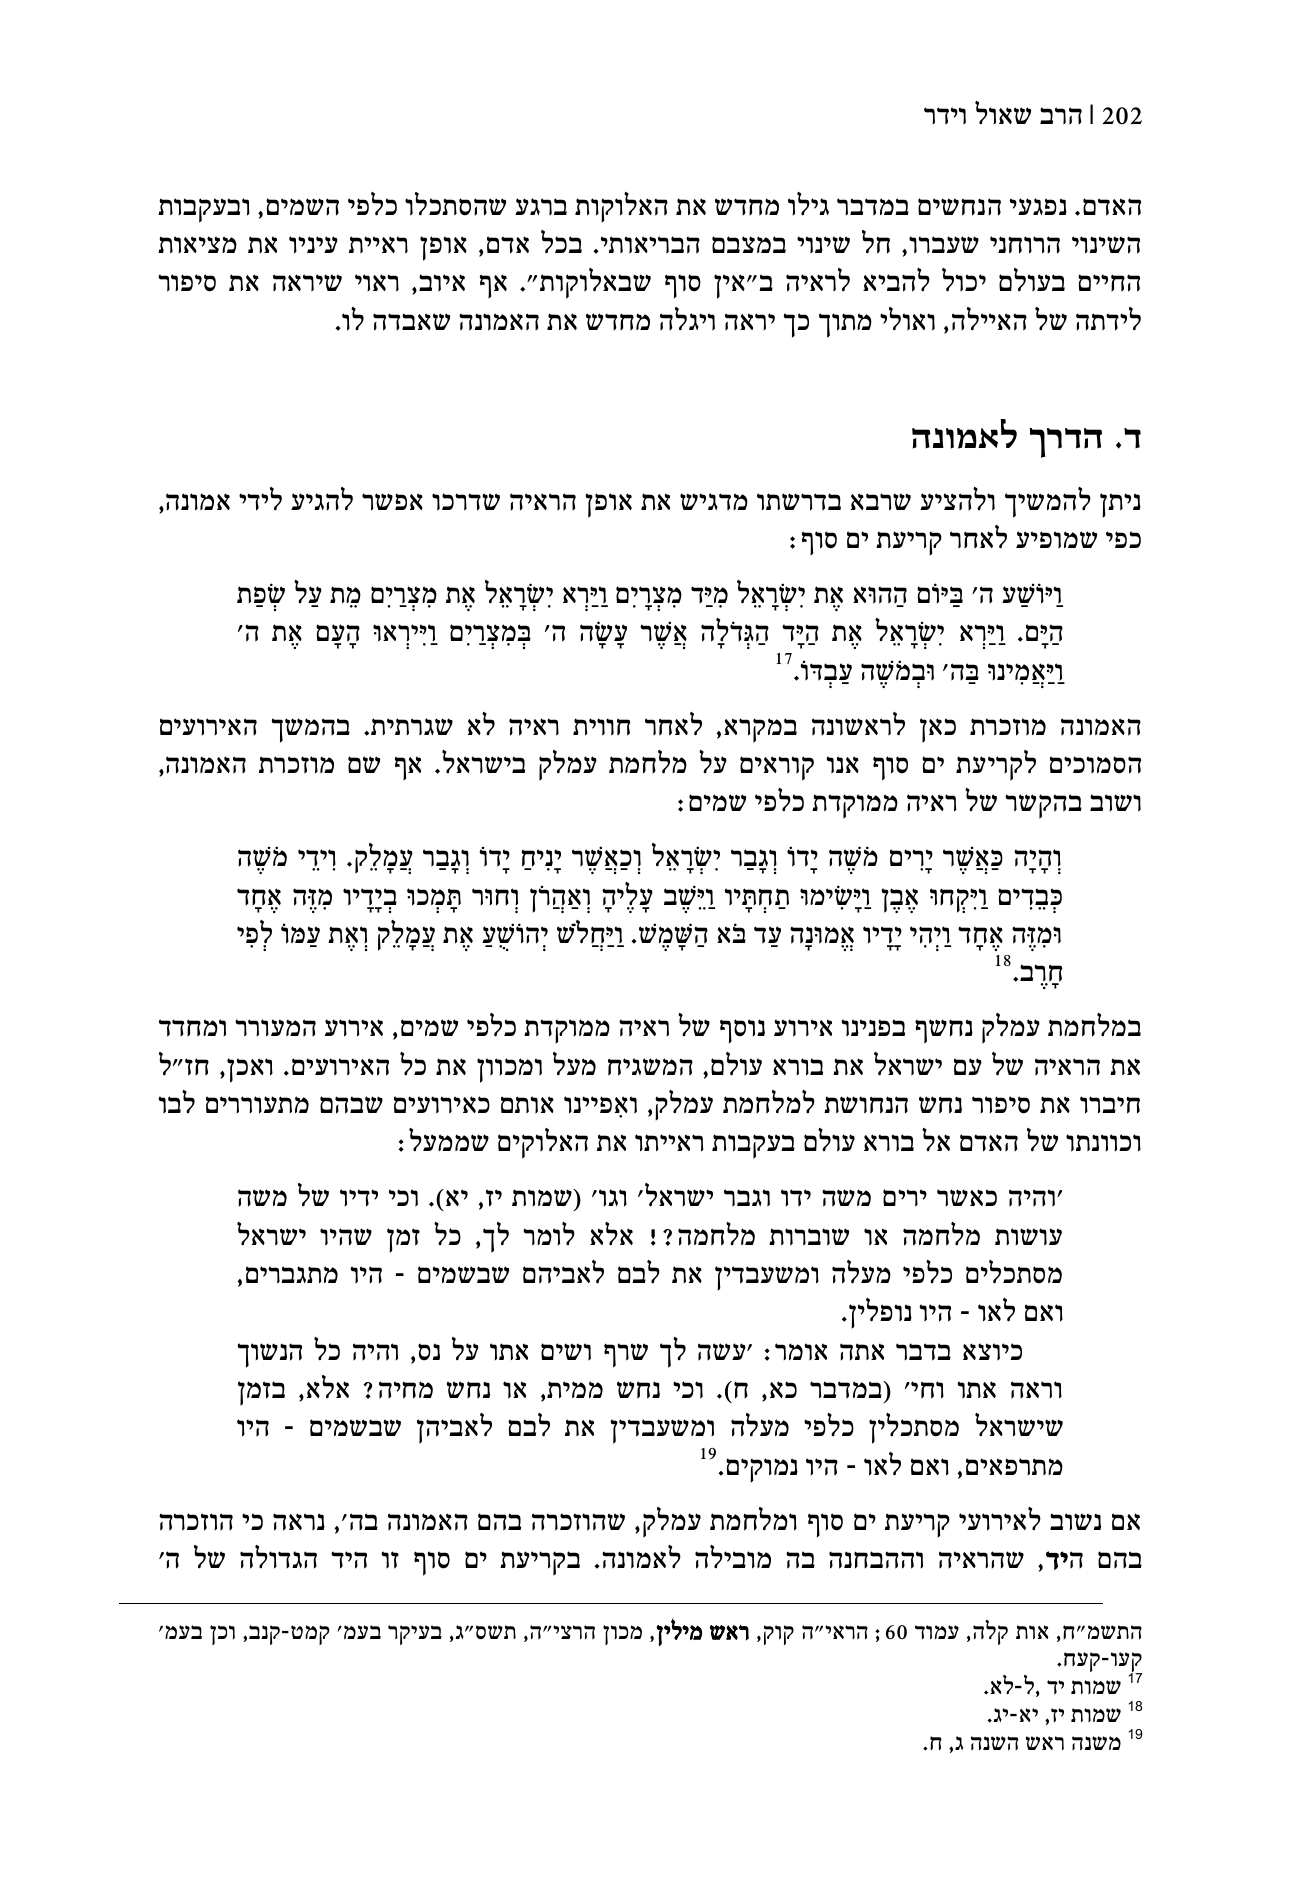 202 | הרב שאול וידר
האדם. נפגעי הנחשים במדבר גילו מחדש את האלוקות ברגע שהסתכלו כלפי השמים, ובעקבות
השינוי הרוחני שעברו, חל שינוי במצבם הבריאותי. בכל אדם, אופן ראיית עיניו את מציאות
החיים בעולם יכול להביא לראיה ב״אין סוף שבאלוקות״. אף איוב, ראוי שיראה את סיפור
לידתה של האיילה, ואולי מתוך כך יראה ויגלה מחדש את האמונה שאבדה לו.
ד. הדרך לאמונה
ניתן להמשיך ולהציע שרבא בדרשתו מדגיש את אופן הראיה שדרכו אפשר להגיע לידי אמונה,
כפי שמופיע לאחר קריעת ים סוף:
וַיּוֹשַׁע ה׳ בַּיּוֹם הַהוּא אֶת יִשְׂרָאֵל מִיַּד מִצְרָיִם וַיַּרְא יִשְׂרָאֵל אֶת מִצְרַיִם מֵת עַל שְׂפַת
הַיָּם. וַיַּרְא יִשְׂרָאֵל אֶת הַיָּד הַגְּדֹלָה אֲשֶׁר עָשָׂה ה׳ בְּמִצְרַיִם וַיִּירְאוּ הָעָם אֶת ה׳
וַיַּאֲמִינוּ בַּה׳ וּבְמֹשֶׁה עַבְדּוֹ.17
האמונה מוזכרת כאן לראשונה במקרא, לאחר חווית ראיה לא שגרתית. בהמשך האירועים
הסמוכים לקריעת ים סוף אנו קוראים על מלחמת עמלק בישראל. אף שם מוזכרת האמונה,
ושוב בהקשר של ראיה ממוקדת כלפי שמים:
וְהָיָה כַּאֲשֶׁר יָרִים מֹשֶׁה יָדוֹ וְגָבַר יִשְׂרָאֵל וְכַאֲשֶׁר יָנִיחַ יָדוֹ וְגָבַר עֲמָלֵק. וִידֵי מֹשֶׁה
כְּבֵדִים וַיִּקְחוּ אֶבֶן וַיָּשִׂימוּ תַחְתָּיו וַיֵּשֶׁב עָלֶיהָ וְאַהֲרֹן וְחוּר תָּמְכוּ בְיָדָיו מִזֶּה אֶחָד
וּמִזֶּה אֶחָד וַיְהִי יָדָיו אֱמוּנָה עַד בֹּא הַשָּׁמֶשׁ. וַיַּחֲלֹשׁ יְהוֹשֻׁעַ אֶת עֲמָלֵק וְאֶת עַמּוֹ לְפִי
חָרֶב.18
במלחמת עמלק נחשף בפנינו אירוע נוסף של ראיה ממוקדת כלפי שמים, אירוע המעורר ומחדד
את הראיה של עם ישראל את בורא עולם, המשגיח מעל ומכוון את כל האירועים. ואכן, חז״ל
חיברו את סיפור נחש הנחושת למלחמת עמלק, ואִפיינו אותם כאירועים שבהם מתעוררים לבו
וכוונתו של האדם אל בורא עולם בעקבות ראייתו את האלוקים שממעל:
׳והיה כאשר ירים משה ידו וגבר ישראל׳ וגו׳ (שמות יז, יא). וכי ידיו של משה
עושות מלחמה או שוברות מלחמה?! אלא לומר לך, כל זמן שהיו ישראל
מסתכלים כלפי מעלה ומשעבדין את לבם לאביהם שבשמים - היו מתגברים,
ואם לאו - היו נופלין.
כיוצא בדבר אתה אומר: ׳עשה לך שרף ושים אתו על נס, והיה כל הנשוך
וראה אתו וחי׳ (במדבר כא, ח). וכי נחש ממית, או נחש מחיה? אלא, בזמן
שישראל מסתכלין כלפי מעלה ומשעבדין את לבם לאביהן שבשמים - היו
מתרפאים, ואם לאו - היו נמוקים.19
אם נשוב לאירועי קריעת ים סוף ומלחמת עמלק, שהוזכרה בהם האמונה בה׳, נראה כי הוזכרה
בהם היד, שהראיה וההבחנה בה מובילה לאמונה. בקריעת ים סוף זו היד הגדולה של ה׳
התשמ״ח, אות קלה, עמוד 60; הראי״ה קוק, ראש מילין, מכון הרצי״ה, תשס״ג, בעיקר בעמ׳ קמט-קנב, וכן בעמ׳
קעו-קעח.
17 שמות יד ,ל-לא.
18 שמות יז, יא-יג.
19 משנה ראש השנה ג, ח.